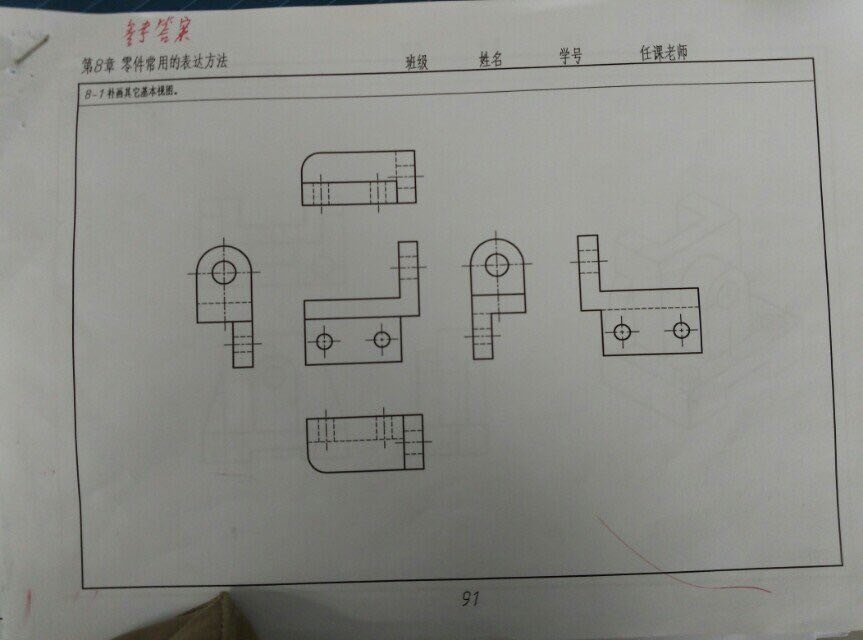 参考答案
第8章 零件常用的表达方法 班级 姓名 学号 任课老师
8-1 补画其它基本视图。
91